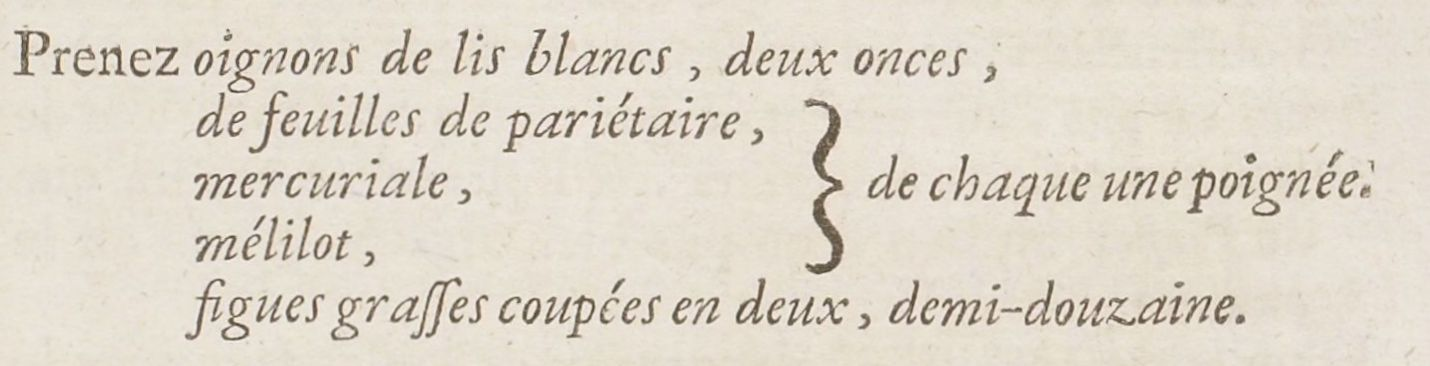 Prenez oignons de lis blancs, deux onces,
de feuilles de pariétaire,
mercuriale,
mélilot,
} de chaque une poignée.
figues graſſes coupées en deux, demi-douzaine.